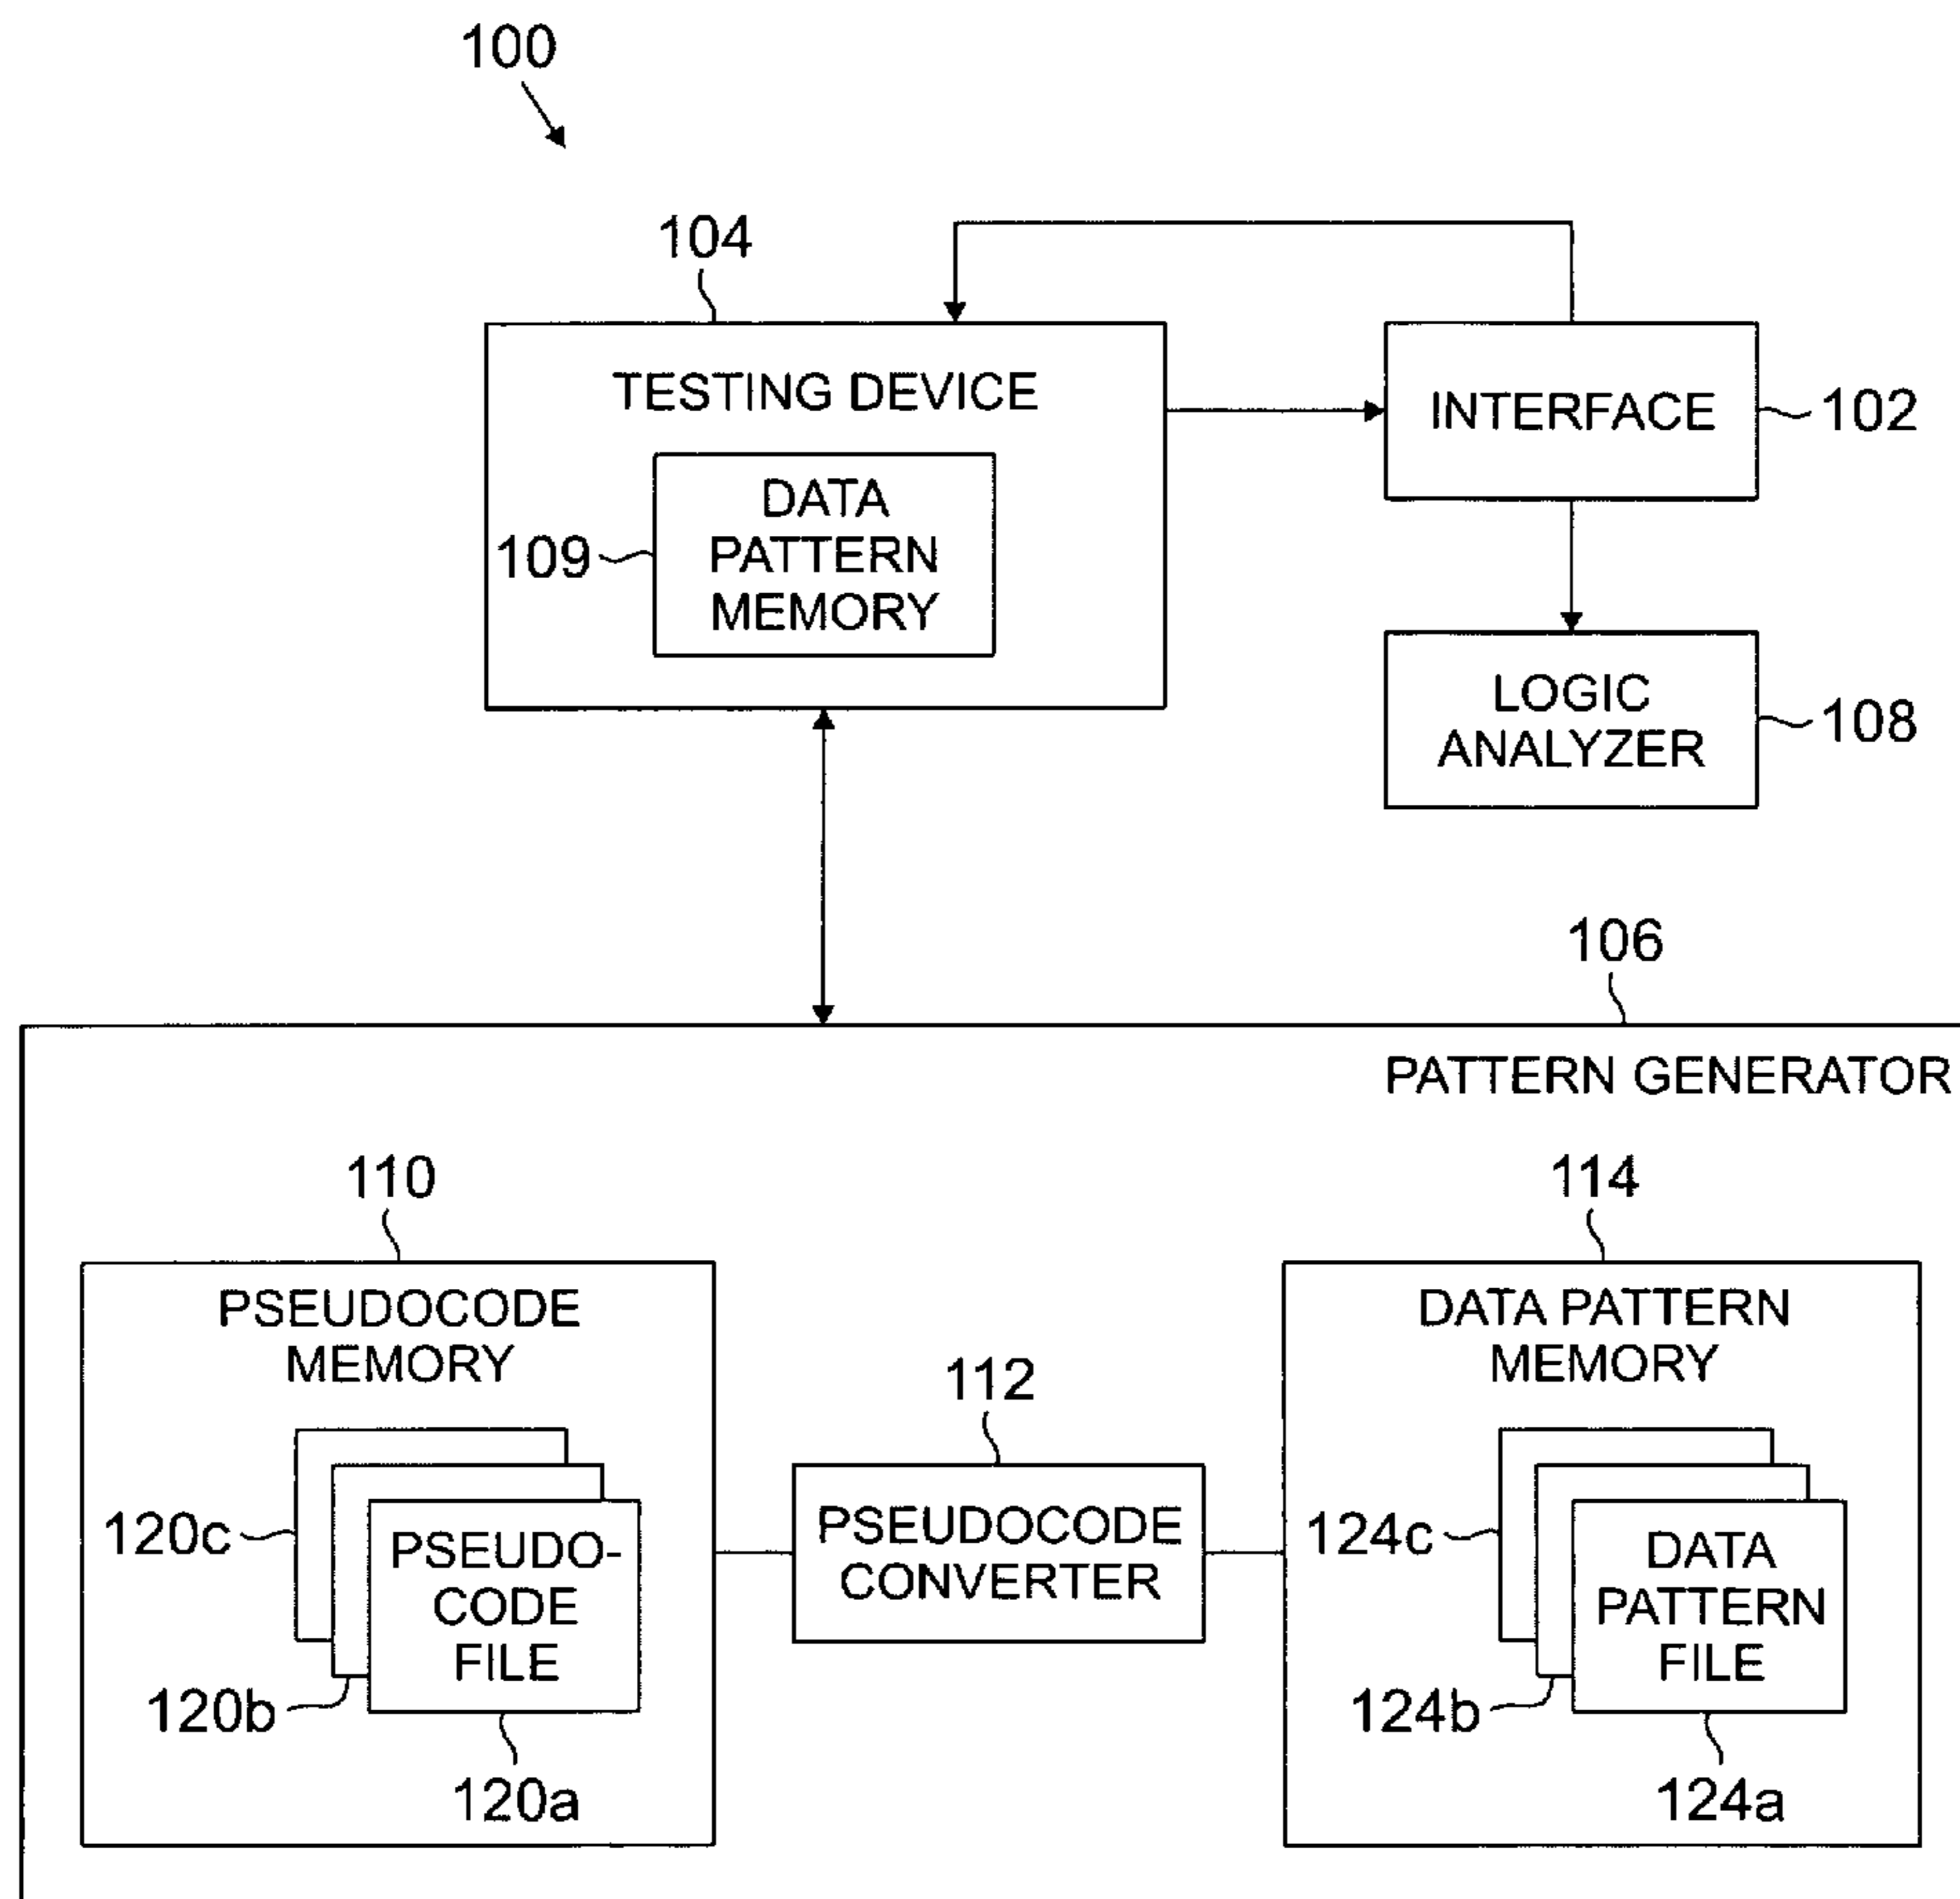 100
104
TESTING DEVICE
INTERFACE
102
109
DATA
PATTERN
MEMORY
LOGIC
ANALYZER
108
106
PATTERN GENERATOR
110
PSEUDOCODE
MEMORY
120c
PSEUDO-
CODE
FILE
120b
120a
112
PSEUDOCODE
CONVERTER
114
DATA PATTERN
MEMORY
124c
DATA
PATTERN
FILE
124b
124a